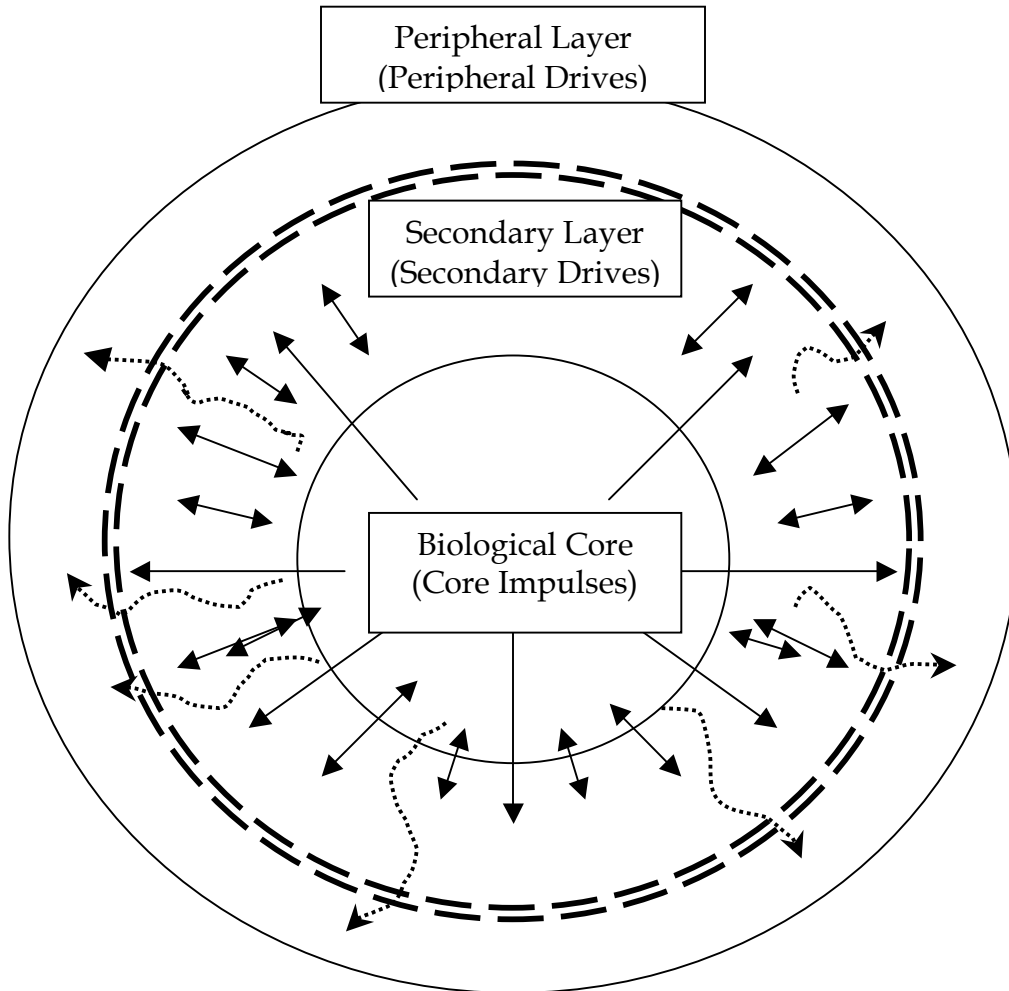 Peripheral Layer
(Peripheral Drives)
Secondary Layer
(Secondary Drives)
Biological Core
(Core Impulses)